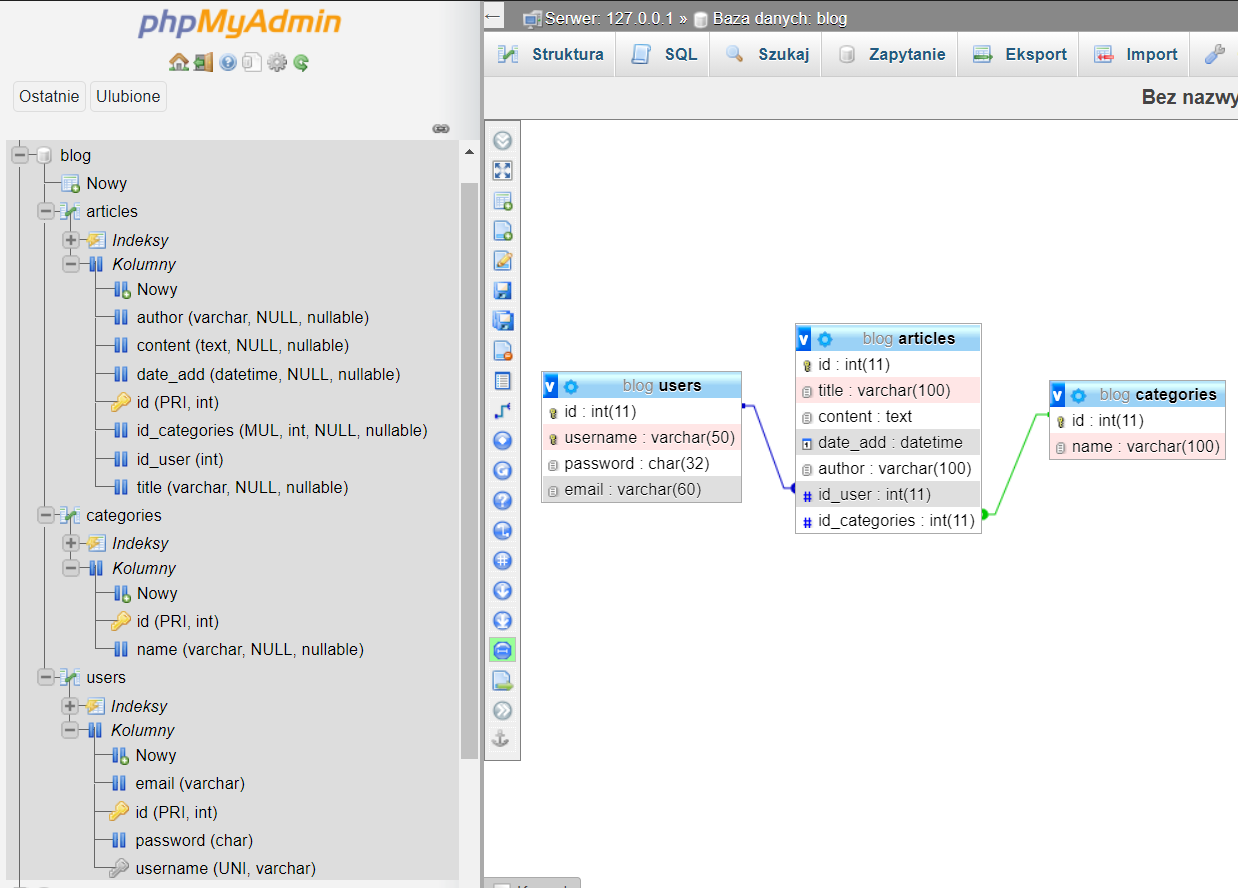 phpMyAdmin
Ostatnie Ulubione
blog
Nowy
articles
Indeksy
Kolumny
Nowy
author (varchar, NULL, nullable)
content (text, NULL, nullable)
date_add (datetime, NULL, nullable)
id (PRI, int)
id_categories (MUL, int, NULL, nullable)
id_user (int)
title (varchar, NULL, nullable)
categories
Indeksy
Kolumny
Nowy
id (PRI, int)
name (varchar, NULL, nullable)
users
Indeksy
Kolumny
Nowy
email (varchar)
id (PRI, int)
password (char)
username (UNI, varchar)
Serwer: 127.0.0.1 » Baza danych: blog
Struktura SQL Szukaj Zapytanie Eksport Import
Bez nazwy
v blog users
id : int(11)
username : varchar(50)
password : char(32)
email : varchar(60)
v blog articles
id : int(11)
title : varchar(100)
content : text
date_add : datetime
author : varchar(100)
# id_user : int(11)
# id_categories : int(11)
v blog categories
id : int(11)
name : varchar(100)